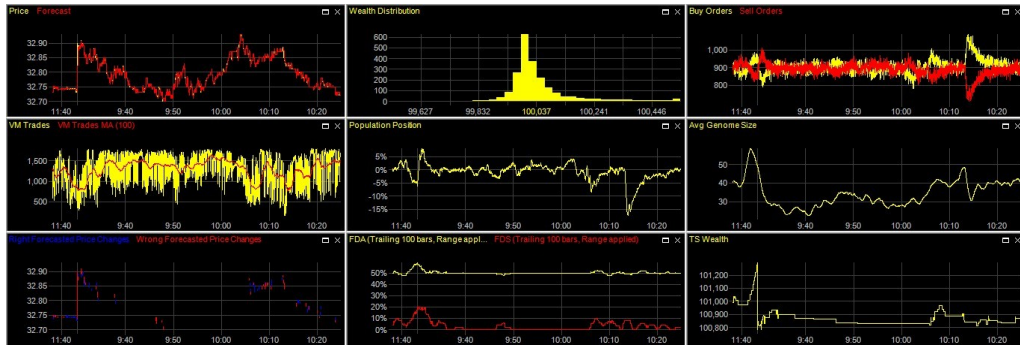 Price Forecast
32.90
32.85
32.80
32.75
32.70
11:40 9:40 9:50 10:00 10:10 10:20
Wealth Distribution
600
500
400
300
200
100
0
99,627 99,832 100,037 100,241 100,446
Buy Orders Sell Orders
1,000
900
800
11:40 9:40 9:50 10:00 10:10 10:20
VM Trades VM Trades MA (100)
1,500
1,000
500
11:40 9:40 9:50 10:00 10:10 10:20
Population Position
5%
0%
-5%
-10%
-15%
11:40 9:40 9:50 10:00 10:10 10:20
Avg Genome Size
50
40
30
11:40 9:40 9:50 10:00 10:10 10:20
Right Forecasted Price Changes Wrong Forecasted Price Changes
32.90
32.85
32.80
32.75
32.70
11:40 9:40 9:50 10:00 10:10 10:20
FDA (Trailing 100 bars, Range appl... FDS (Trailing 100 bars, Range applied)
50%
40%
30%
20%
10%
0%
11:40 9:40 9:50 10:00 10:10 10:20
TS Wealth
101,200
101,100
101,000
100,900
100,800
11:40 9:40 9:50 10:00 10:10 10:20